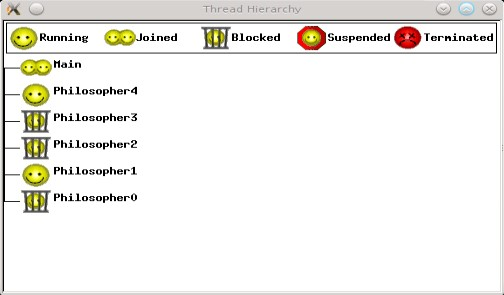 Thread Hierarchy
Running Joined Blocked Suspended Terminated
Main
Philosopher4
Philosopher3
Philosopher2
Philosopher1
Philosopher0